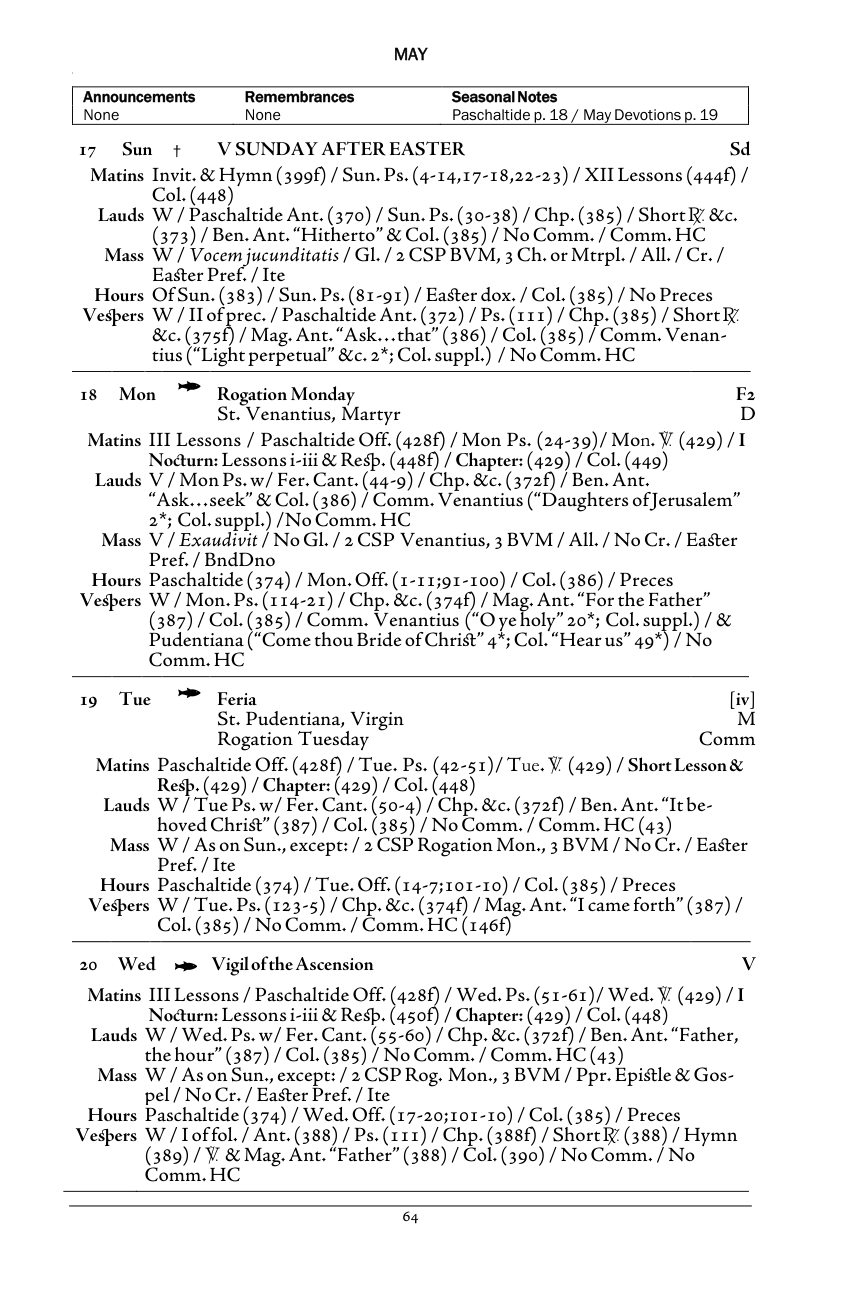 MAY
Announcements Remembrances Seasonal Notes
None None Paschaltide p. 18 / May Devotions p. 19
17 Sun † V SUNDAY AFTER EASTER Sd
Matins Invit. & Hymn (399f) / Sun. Ps. (4-14,17-18,22-23) / XII Lessons (444f) /
Col. (448)
Lauds W / Paschaltide Ant. (370) / Sun. Ps. (30-38) / Chp. (385) / Short ℟. &c.
(373) / Ben. Ant. “Hitherto” & Col. (385) / No Comm. / Comm. HC
Mass W / Vocem jucunditatis / Gl. / 2 CSP BVM, 3 Ch. or Mtrpl. / All. / Cr. /
Easter Pref. / Ite
Hours Of Sun. (383) / Sun. Ps. (81-91) / Easter dox. / Col. (385) / No Preces
Vespers W / II of prec. / Paschaltide Ant. (372) / Ps. (111) / Chp. (385) / Short ℟.
&c. (375f) / Mag. Ant. “Ask…that” (386) / Col. (385) / Comm. Venan-
tius (“Light perpetual” &c. 2*; Col. suppl.) / No Comm. HC
18 Mon Rogation Monday F2
St. Venantius, Martyr D
Matins III Lessons / Paschaltide Off. (428f) / Mon Ps. (24-39)/ Mon. ℣. (429) / I
Nocturn: Lessons i-iii & Resp. (448f) / Chapter: (429) / Col. (449)
Lauds V / Mon Ps. w/ Fer. Cant. (44-9) / Chp. &c. (372f) / Ben. Ant.
“Ask…seek” & Col. (386) / Comm. Venantius (“Daughters of Jerusalem”
2*; Col. suppl.) /No Comm. HC
Mass V / Exaudivit / No Gl. / 2 CSP Venantius, 3 BVM / All. / No Cr. / Easter
Pref. / BndDno
Hours Paschaltide (374) / Mon. Off. (1-11;91-100) / Col. (386) / Preces
Vespers W / Mon. Ps. (114-21) / Chp. &c. (374f) / Mag. Ant. “For the Father”
(387) / Col. (385) / Comm. Venantius (“O ye holy” 20*; Col. suppl.) / &
Pudentiana (“Come thou Bride of Christ” 4*; Col. “Hear us” 49*) / No
Comm. HC
19 Tue Feria [iv]
St. Pudentiana, Virgin M
Rogation Tuesday Comm
Matins Paschaltide Off. (428f) / Tue. Ps. (42-51)/ Tue. ℣. (429) / Short Lesson &
Resp. (429) / Chapter: (429) / Col. (448)
Lauds W / Tue Ps. w/ Fer. Cant. (50-4) / Chp. &c. (372f) / Ben. Ant. “It be-
hoved Christ” (387) / Col. (385) / No Comm. / Comm. HC (43)
Mass W / As on Sun., except: / 2 CSP Rogation Mon., 3 BVM / No Cr. / Easter
Pref. / Ite
Hours Paschaltide (374) / Tue. Off. (14-7;101-10) / Col. (385) / Preces
Vespers W / Tue. Ps. (123-5) / Chp. &c. (374f) / Mag. Ant. “I came forth” (387) /
Col. (385) / No Comm. / Comm. HC (146f)
20 Wed Vigil of the Ascension V
Matins III Lessons / Paschaltide Off. (428f) / Wed. Ps. (51-61)/ Wed. ℣. (429) / I
Nocturn: Lessons i-iii & Resp. (450f) / Chapter: (429) / Col. (448)
Lauds W / Wed. Ps. w/ Fer. Cant. (55-60) / Chp. &c. (372f) / Ben. Ant. “Father,
the hour” (387) / Col. (385) / No Comm. / Comm. HC (43)
Mass W / As on Sun., except: / 2 CSP Rog. Mon., 3 BVM / Ppr. Epistle & Gos-
pel / No Cr. / Easter Pref. / Ite
Hours Paschaltide (374) / Wed. Off. (17-20;101-10) / Col. (385) / Preces
Vespers W / I of fol. / Ant. (388) / Ps. (111) / Chp. (388f) / Short ℟. (388) / Hymn
(389) / ℣. & Mag. Ant. “Father” (388) / Col. (390) / No Comm. / No
Comm. HC
64